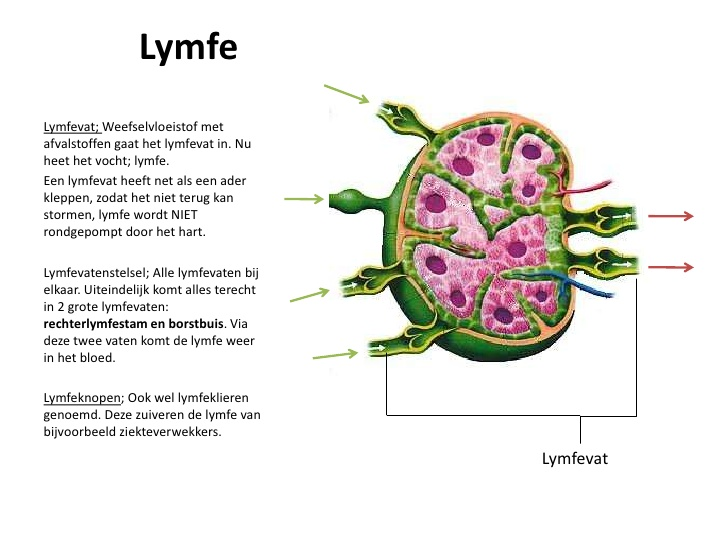 Lymfe
Lymfevat; Weefselvloeistof met
afvalstoffen gaat het lymfevat in. Nu
heet het vocht; lymfe.
Een lymfevat heeft net als een ader
kleppen, zodat het niet terug kan
stormen, lymfe wordt NIET
rondgepompt door het hart.
Lymfevatenstelsel; Alle lymfevaten bij
elkaar. Uiteindelijk komt alles terecht
in 2 grote lymfevaten:
rechterlymfestam en borstbuis. Via
deze twee vaten komt de lymfe weer
in het bloed.
Lymfeknopen; Ook wel lymfeklieren
genoemd. Deze zuiveren de lymfe van
bijvoorbeeld ziekteverwekkers.
Lymfevat